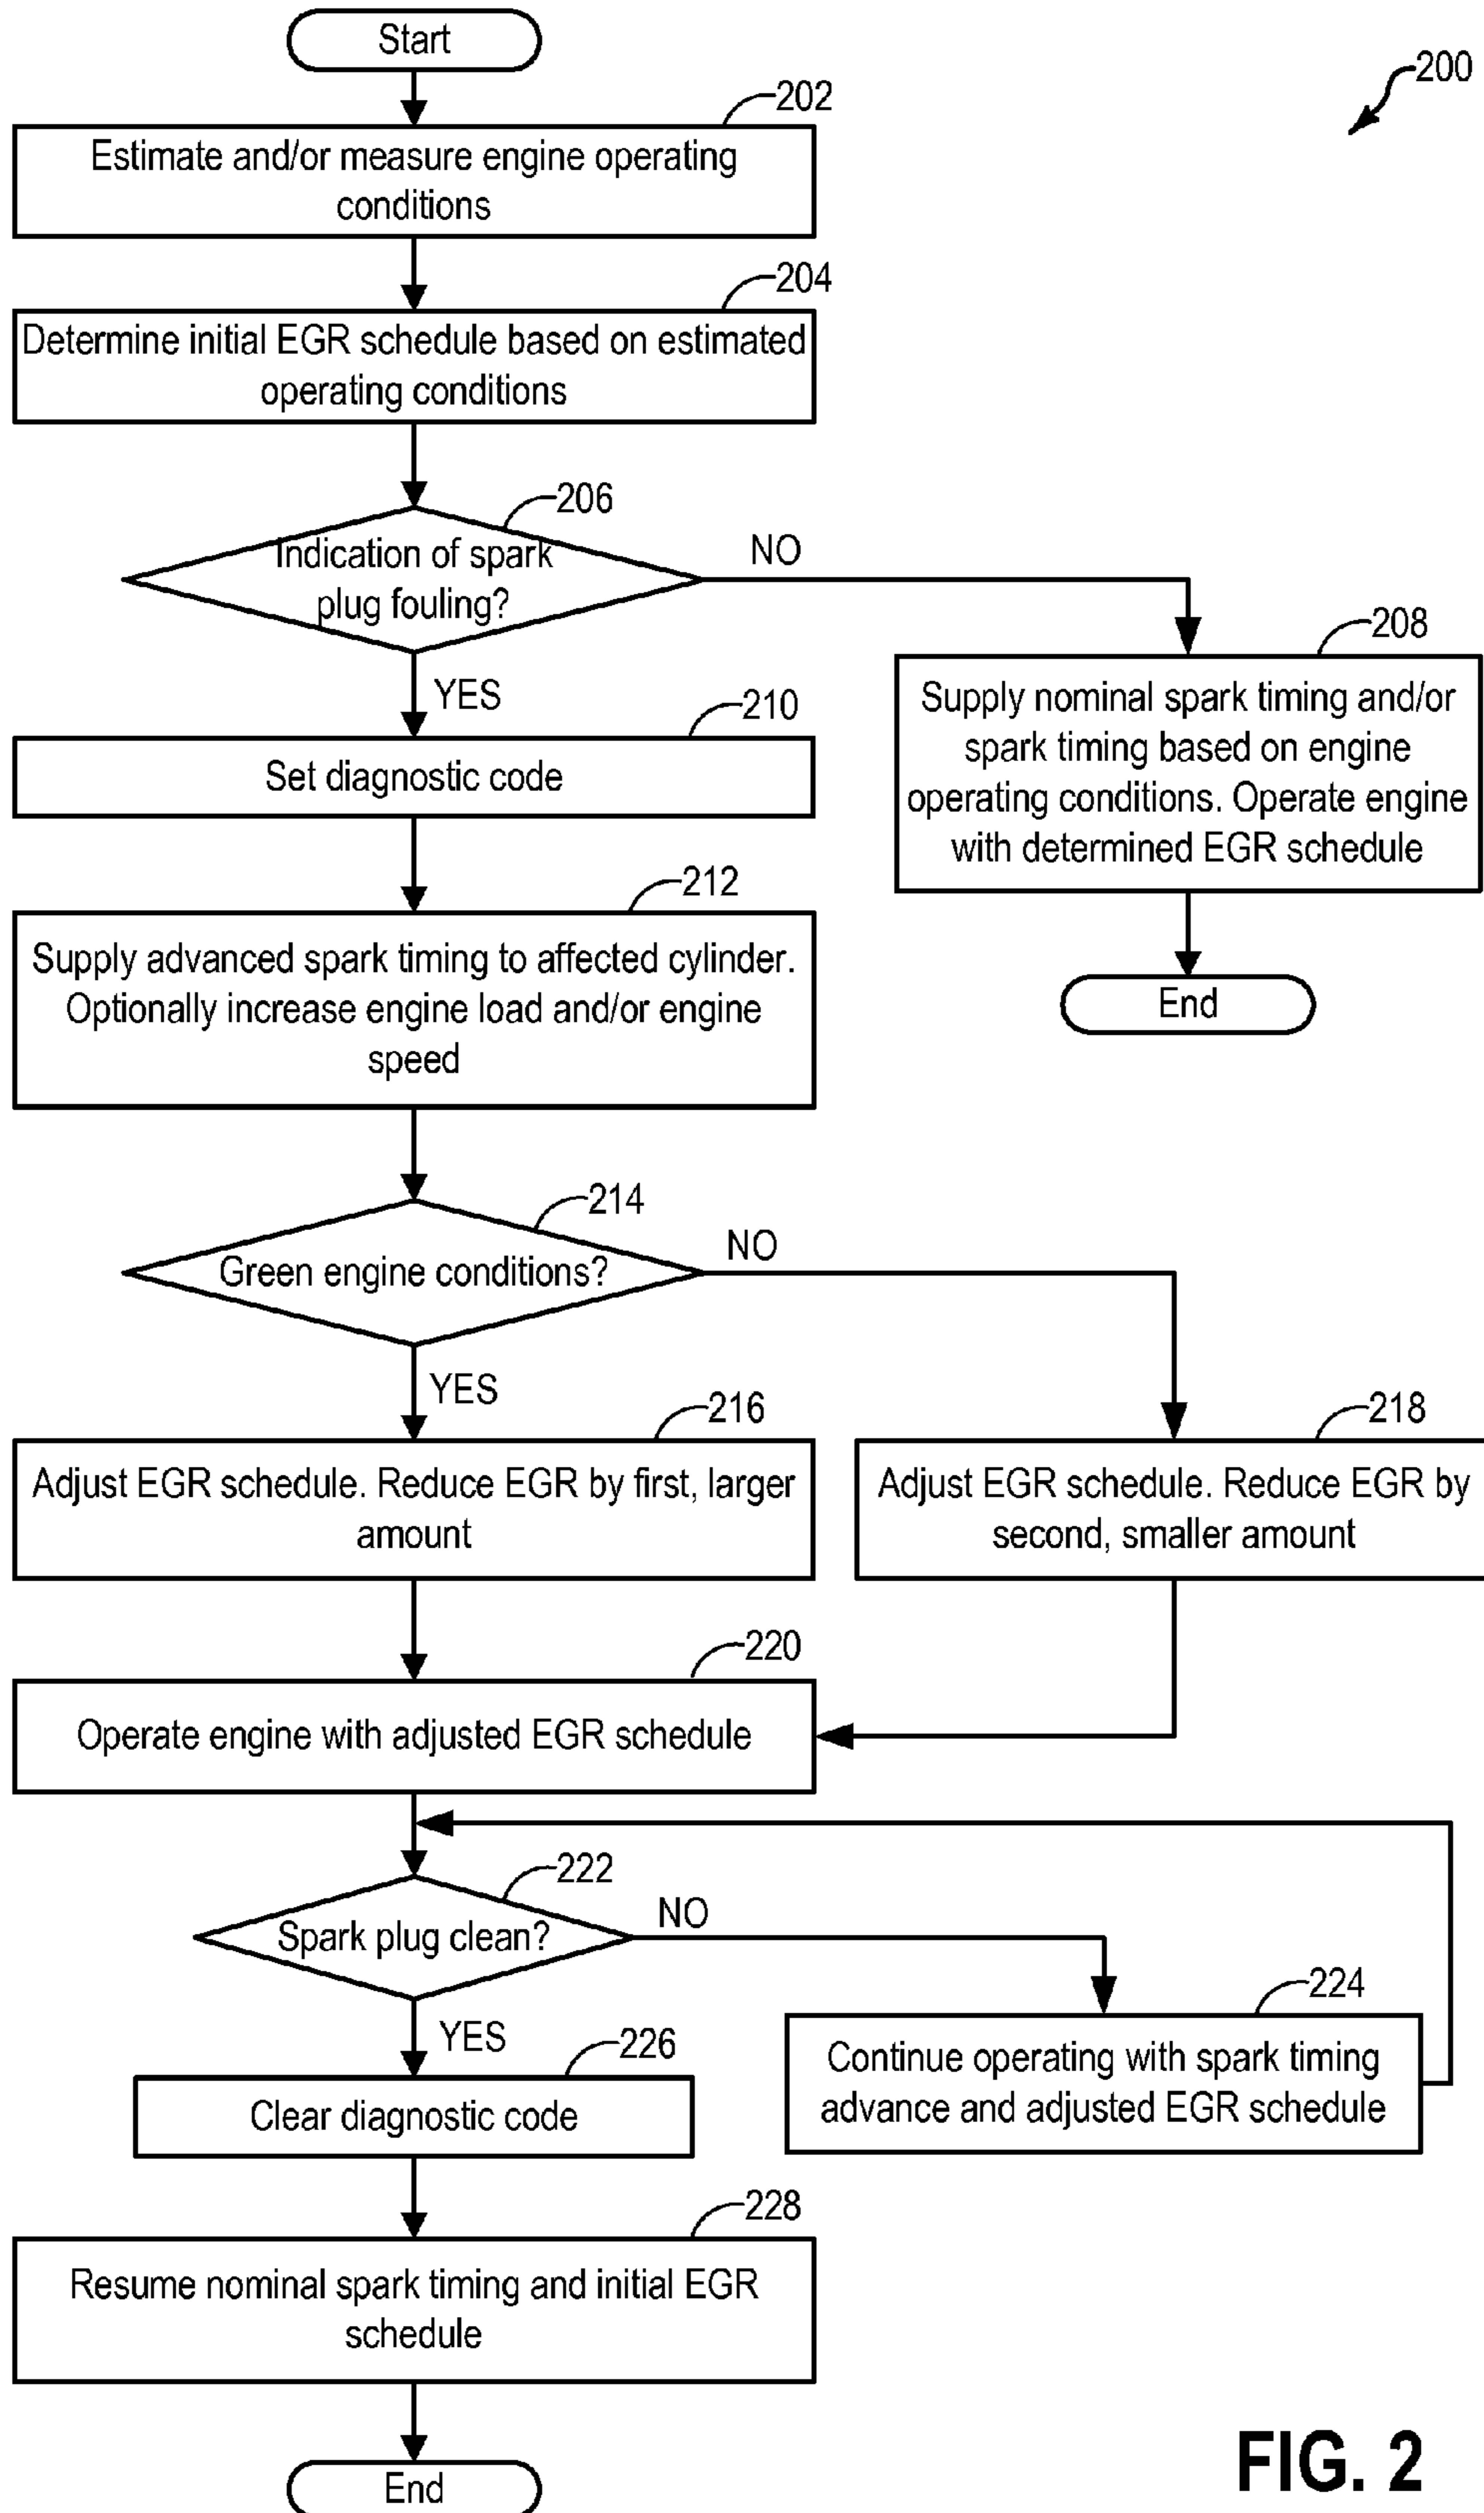 Start
200
202
Estimate and/or measure engine operating
conditions
204
Determine initial EGR schedule based on estimated
operating conditions
206
Indication of spark
plug fouling?
NO
208
Supply nominal spark timing and/or
spark timing based on engine
operating conditions. Operate engine
with determined EGR schedule
End
YES
210
Set diagnostic code
212
Supply advanced spark timing to affected cylinder.
Optionally increase engine load and/or engine
speed
214
Green engine conditions?
NO
YES
216
Adjust EGR schedule. Reduce EGR by first, larger
amount
218
Adjust EGR schedule. Reduce EGR by
second, smaller amount
220
Operate engine with adjusted EGR schedule
222
Spark plug clean?
NO
224
Continue operating with spark timing
advance and adjusted EGR schedule
YES
226
Clear diagnostic code
228
Resume nominal spark timing and initial EGR
schedule
End
FIG. 2